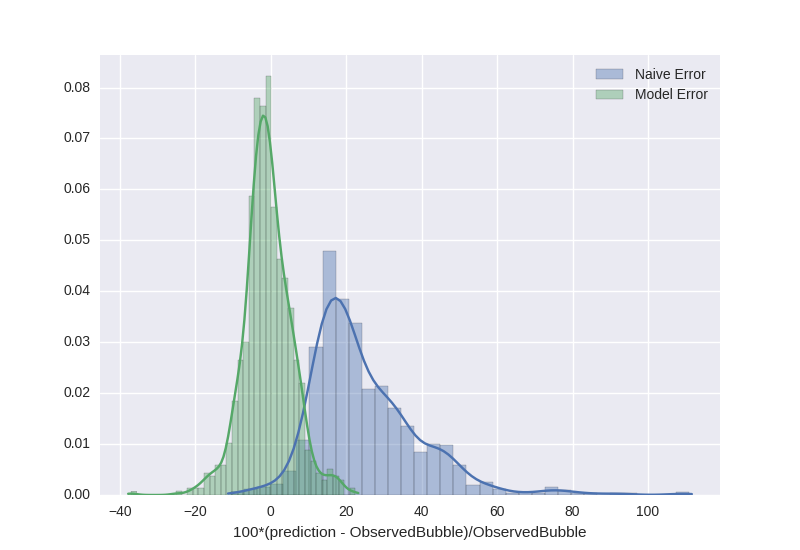 Naive Error
Model Error
0.08
0.07
0.06
0.05
0.04
0.03
0.02
0.01
0.00
−40 −20 0 20 40 60 80 100
100*(prediction - ObservedBubble)/ObservedBubble